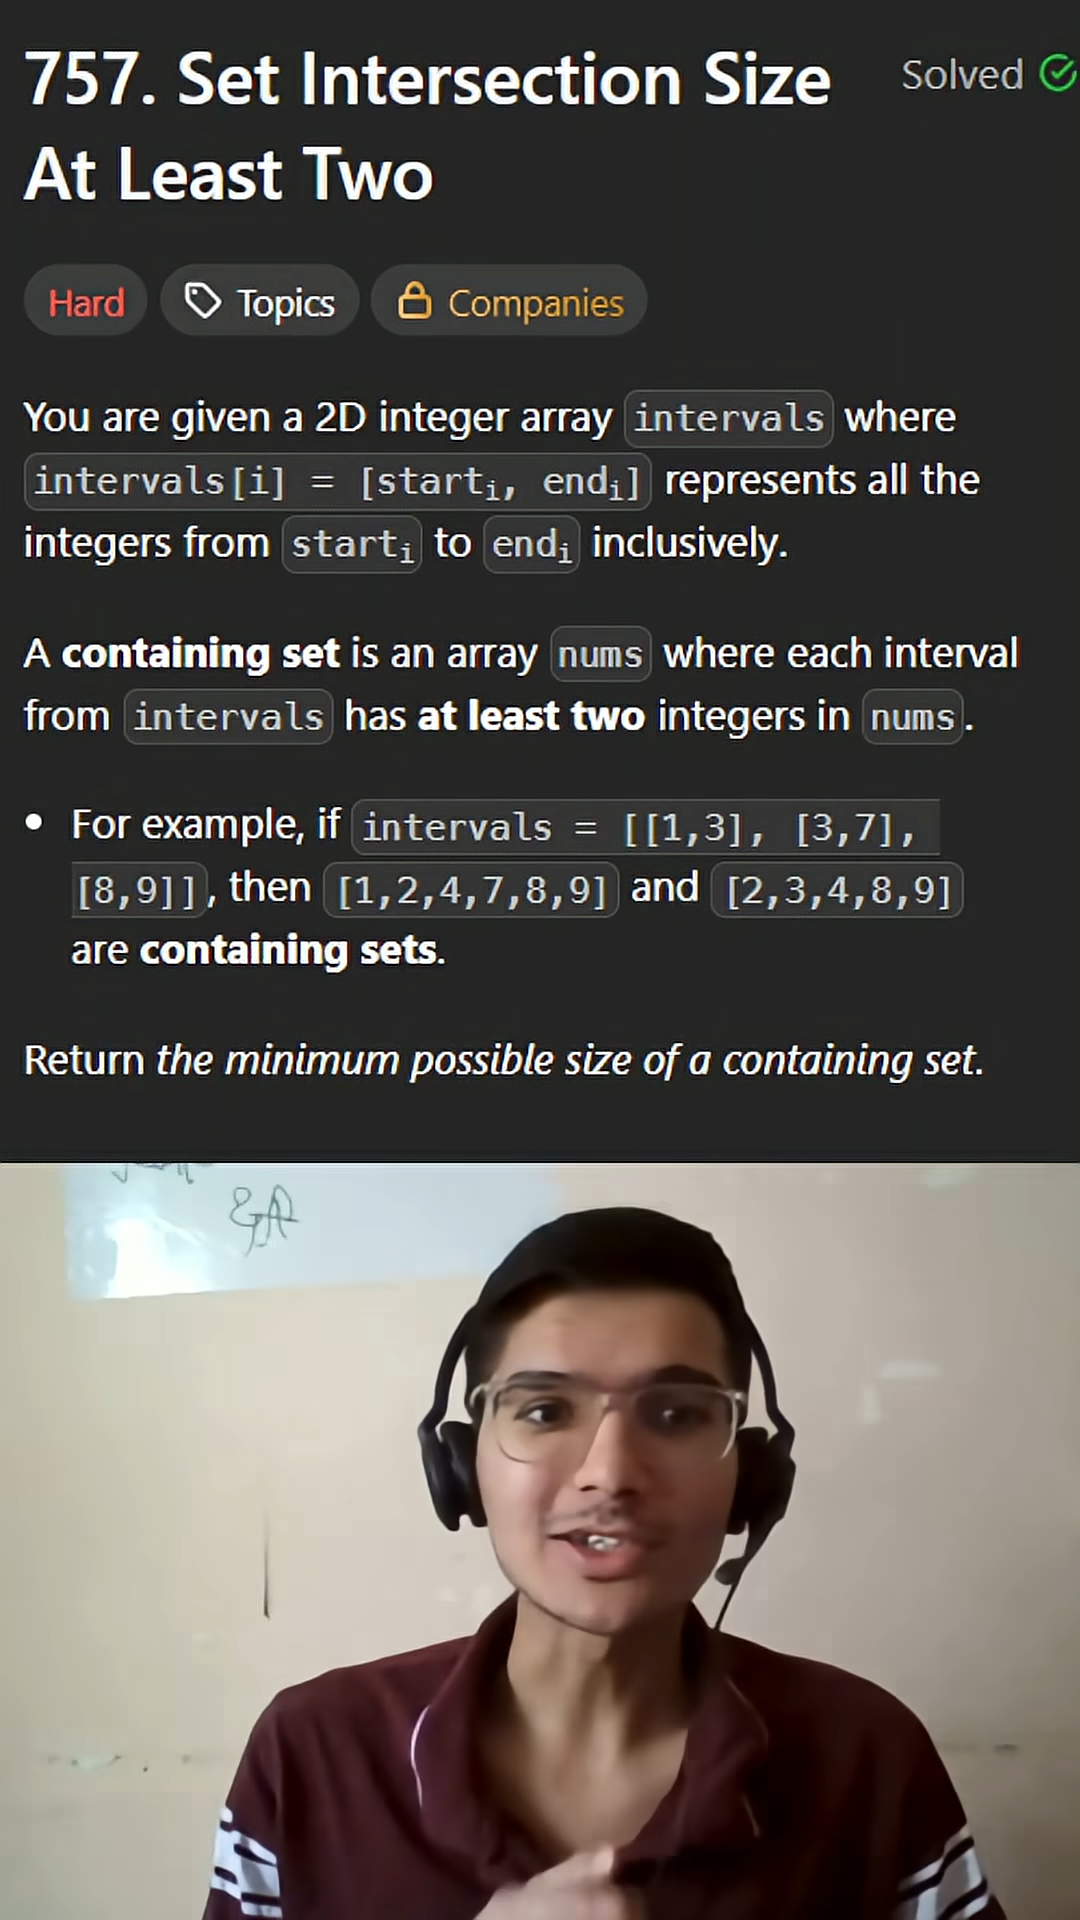 757. Set Intersection Size
At Least Two
Solved
Hard Topics Companies
You are given a 2D integer array intervals where
intervals[i] = [startᵢ, endᵢ] represents all the
integers from startᵢ to endᵢ inclusively.
A containing set is an array nums where each interval
from intervals has at least two integers in nums.
• For example, if intervals = [[1,3], [3,7],
[8,9]], then [1,2,4,7,8,9] and [2,3,4,8,9]
are containing sets.
Return the minimum possible size of a containing set.